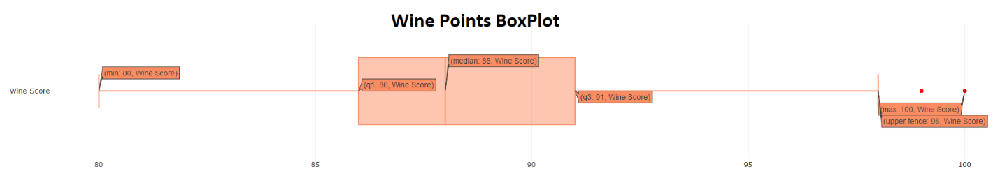 Wine Points BoxPlot
(median: 88, Wine Score)
(min: 80, Wine Score)
(q1: 86, Wine Score)
Wine Score
(q3: 91, Wine Score)
(max: 100, Wine Score)
(upper fence: 98, Wine Score)
80
85
90
95
100